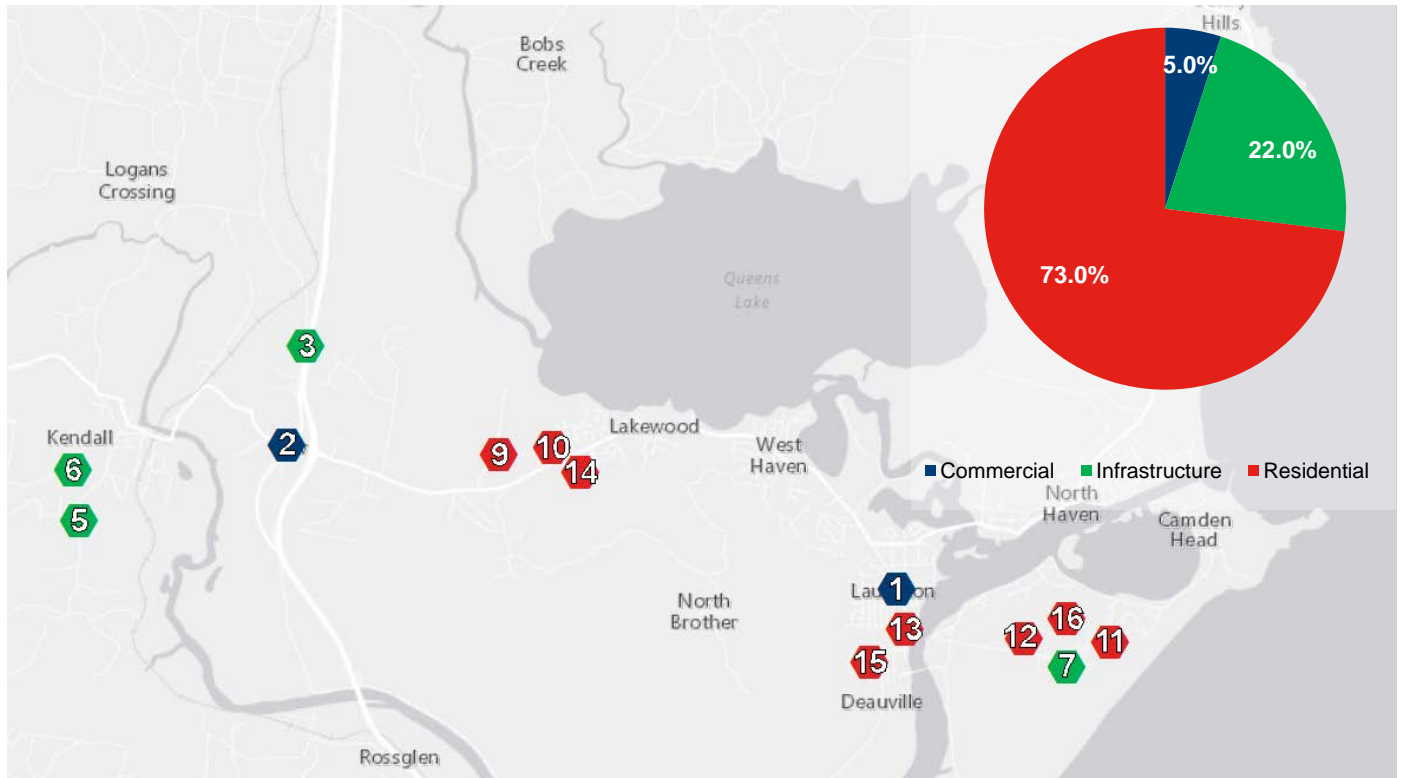 Hills
Bobs
Creek
5.0%
22.0%
Logans
Crossing
73.0%
Queens
Lake
3
Kendall
2
Lakewood
West
Haven
9
10
14
6
5
Commercial
Infrastructure
Residential
North
Haven
Camden
Head
1
North
Brother
13
15
12
16
11
7
Deauville
Rossglen